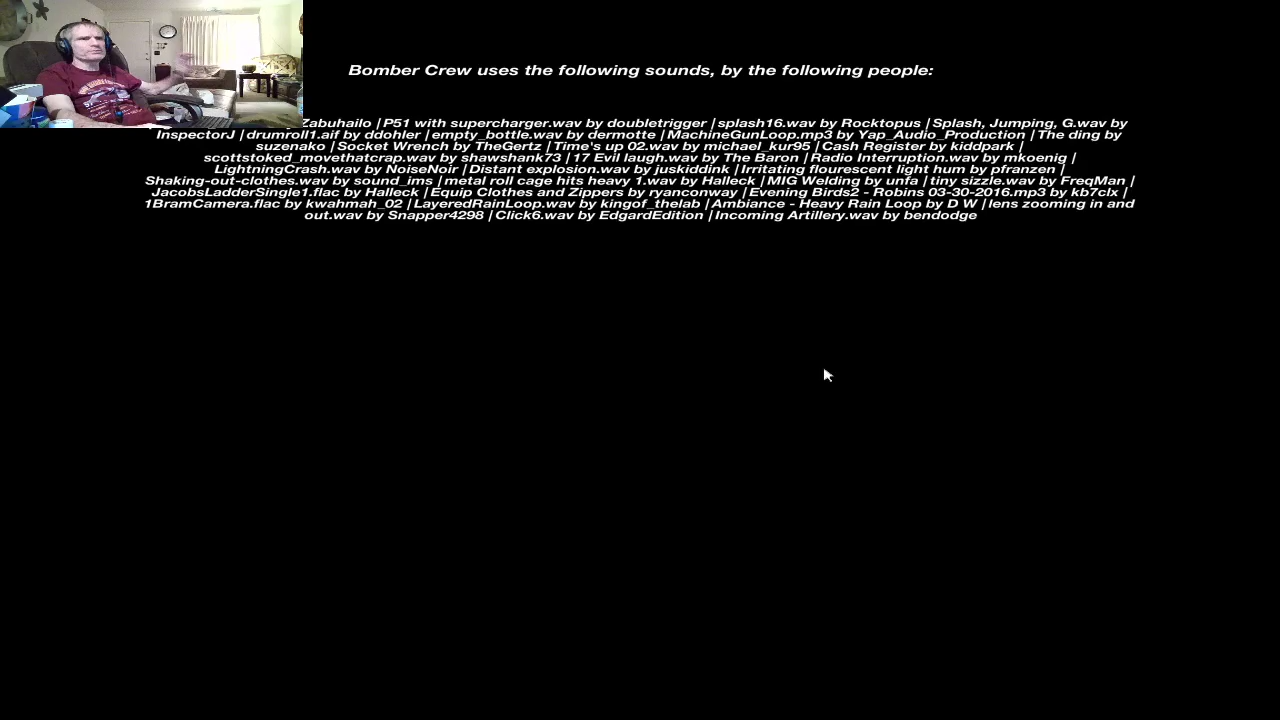 Bomber Crew uses the following sounds, by the following people:
Zabuhailo | P51 with supercharger.wav by doubletrigger | splash16.wav by Rocktopus | Splash, Jumping, G.wav by
InspectorJ | drumroll1.aif by ddohler | empty_bottle.wav by dermotte | MachineGunLoop.mp3 by Yap_Audio_Production | The ding by
suzenako | Socket Wrench by TheGertz | Time's up 02.wav by michael_kur95 | Cash Register by kiddpark |
scottstoked_movethatcrap.wav by shawshank73 | 17 Evil laugh.wav by The Baron | Radio Interruption.wav by mkoenig |
LightningCrash.wav by NoiseNoir | Distant explosion.wav by juskiddink | Irritating flourescent light hum by pfranzen |
Shaking-out-clothes.wav by sound_ims | metal roll cage hits heavy 1.wav by Halleck | MIG Welding by unfa | tiny sizzle.wav by FreqMan |
JacobsLadderSingle1.flac by Halleck | Equip Clothes and Zippers by ryanconway | Evening Birds2 - Robins 03-30-2016.mp3 by kb7clx |
1BramCamera.flac by kwahmah_02 | LayeredRainLoop.wav by kingof_thelab | Ambiance - Heavy Rain Loop by D W | lens zooming in and
out.wav by Snapper4298 | Click6.wav by EdgardEdition | Incoming Artillery.wav by bendodge